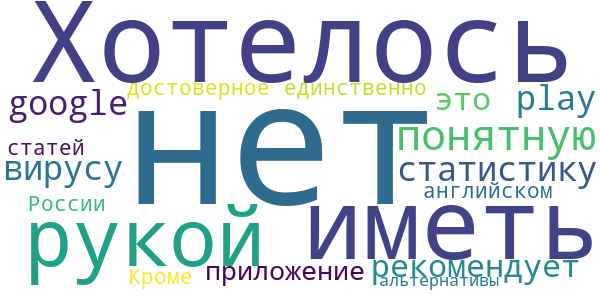 Хотелось
достоверное единственно
google
нет
это
play
понятную
статей
вирусу
статистику
английском
России
рукой
иметь
рекомендует
Кроме
приложение
альтернативы